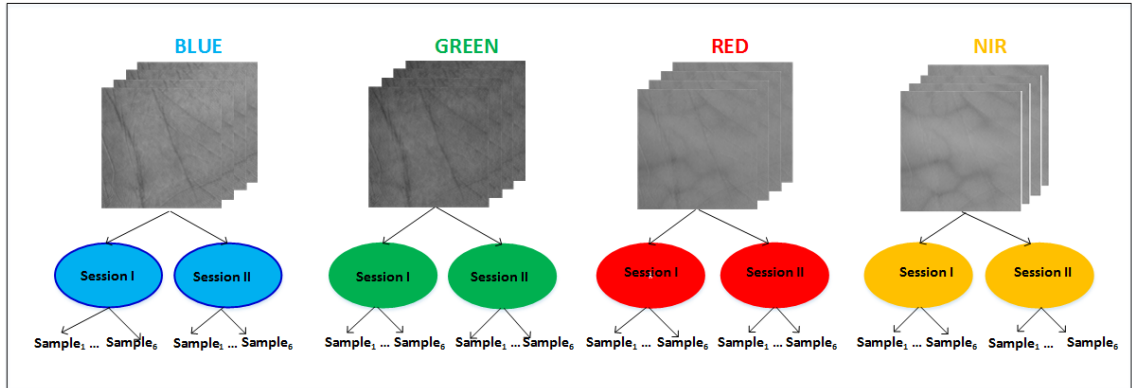 BLUE GREEN RED NIR
Session I Session II Session I Session II Session I Session II Session I Session II
Sample₁ ... Sample₆ Sample₁ ... Sample₆ Sample₁ ... Sample₆ Sample₁ ... Sample₆ Sample₁ ... Sample₆ Sample₁ ... Sample₆ Sample₁ ... Sample₆ Sample₁ ... Sample₆